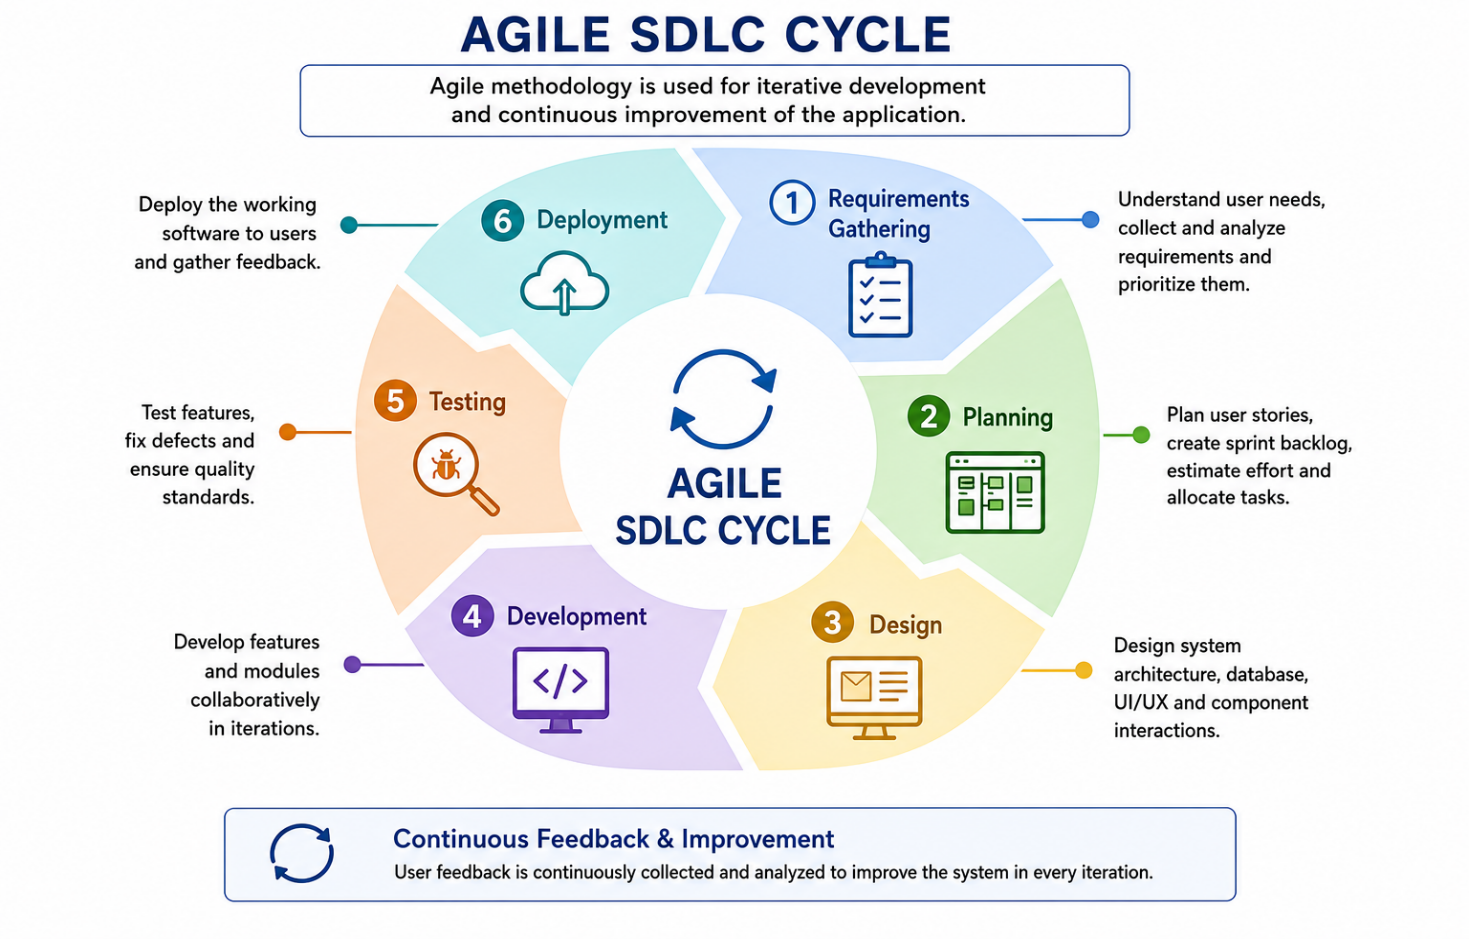 AGILE SDLC CYCLE
Agile methodology is used for iterative development
and continuous improvement of the application.
1 Requirements
Gathering
Understand user needs,
collect and analyze
requirements and
prioritize them.
2 Planning
Plan user stories,
create sprint backlog,
estimate effort and
allocate tasks.
3 Design
Design system
architecture, database,
UI/UX and component
interactions.
4 Development
</>
Develop features
and modules
collaboratively
in iterations.
5 Testing
Test features,
fix defects and
ensure quality
standards.
6 Deployment
Deploy the working
software to users
and gather feedback.
AGILE
SDLC CYCLE
Continuous Feedback & Improvement
User feedback is continuously collected and analyzed to improve the system in every iteration.